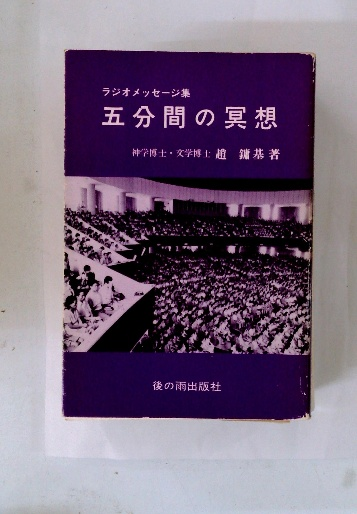 ラジオメッセージ集
五分間の冥想
神学博士・文学博士 趙 鏞基著
後の雨出版社